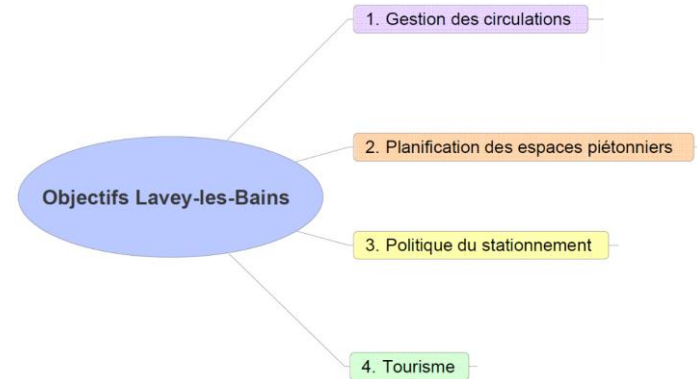 1. Gestion des circulations
2. Planification des espaces piétonniers
Objectifs Lavey-les-Bains
3. Politique du stationnement
4. Tourisme